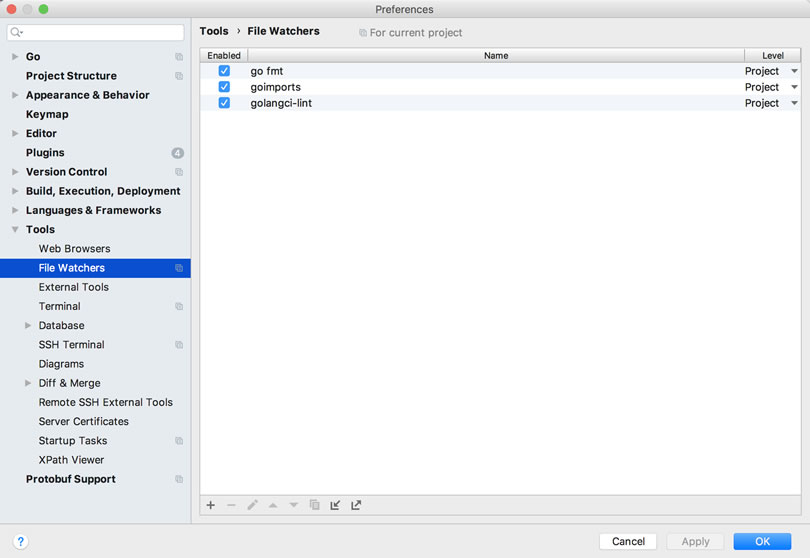 Preferences
Tools › File Watchers
For current project
Go
Project Structure
Appearance & Behavior
Keymap
Editor
Plugins 4
Version Control
Build, Execution, Deployment
Languages & Frameworks
Tools
Web Browsers
File Watchers
External Tools
Terminal
Database
SSH Terminal
Diagrams
Diff & Merge
Remote SSH External Tools
Server Certificates
Startup Tasks
XPath Viewer
Protobuf Support
Enabled Name Level
go fmt Project
goimports Project
golangci-lint Project
? Cancel Apply OK